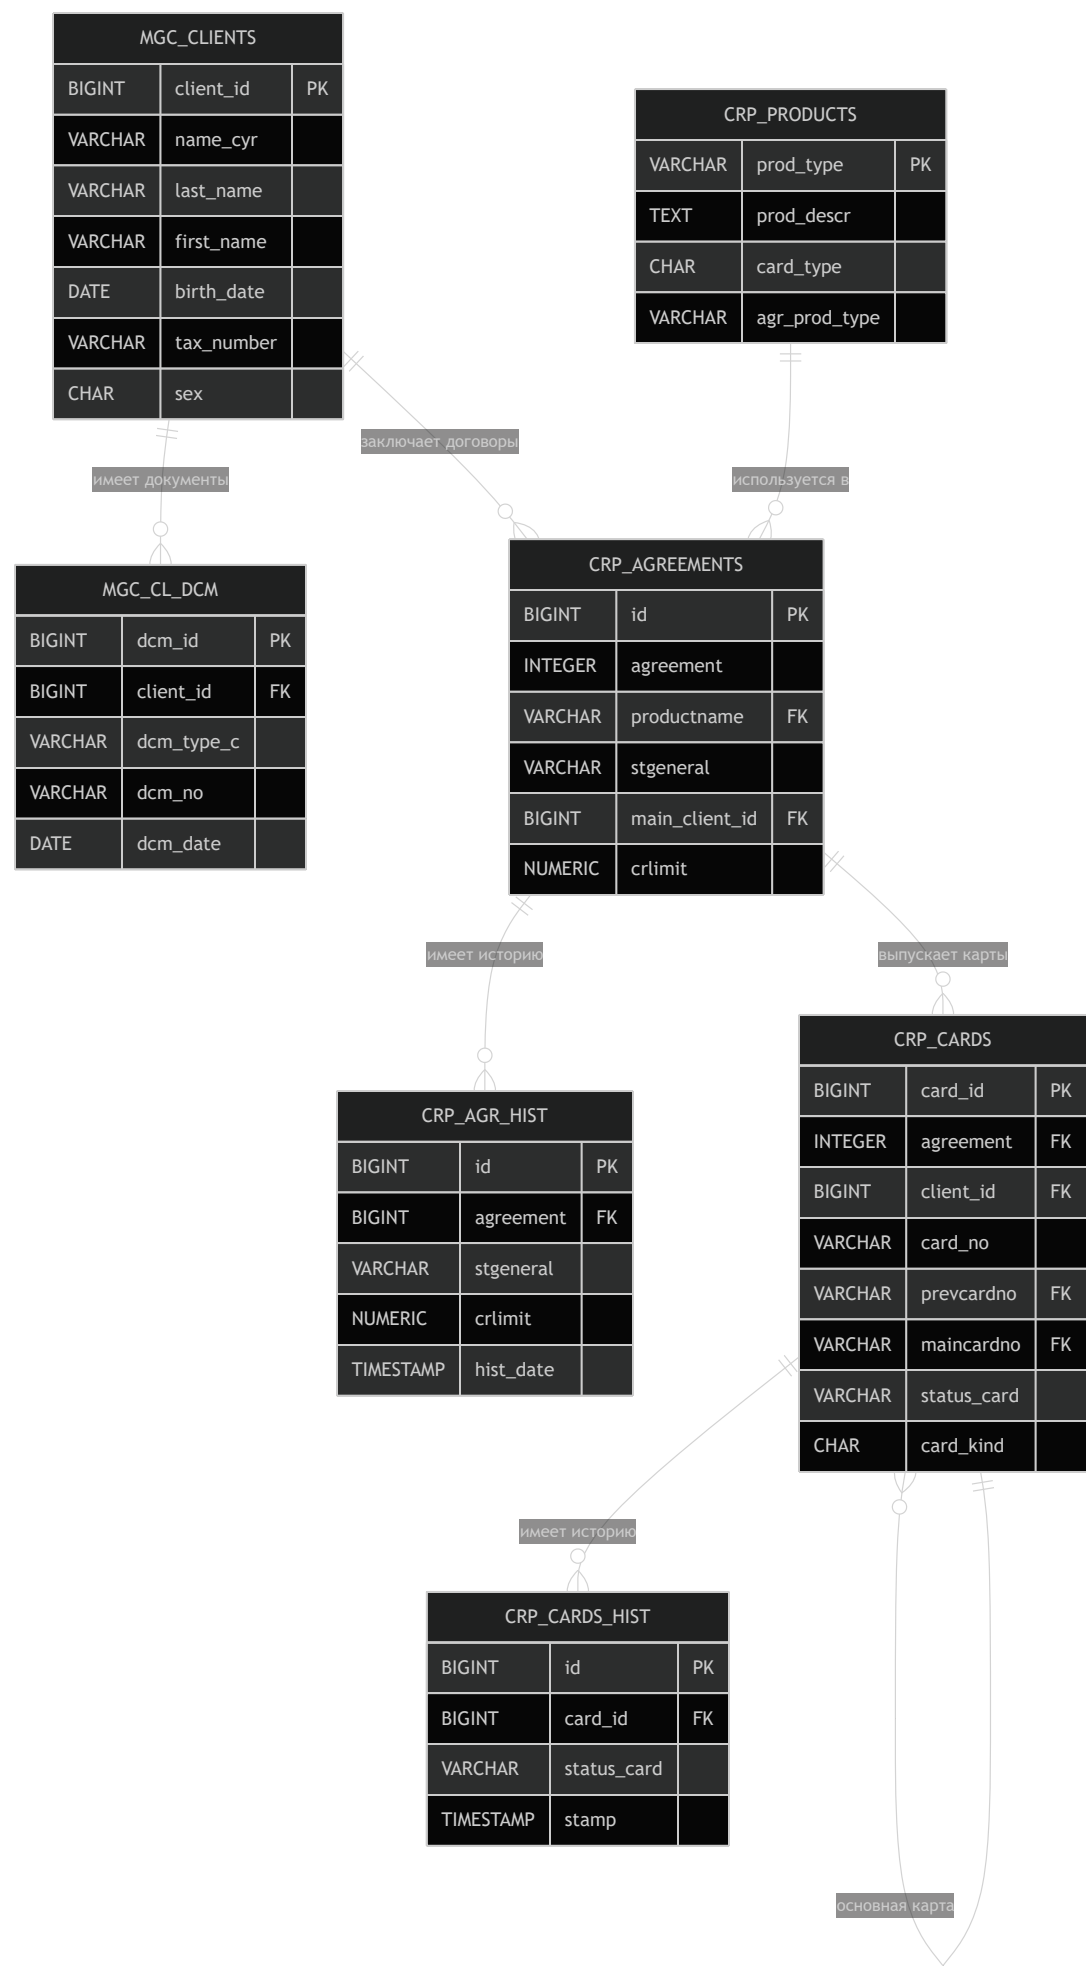 MGC_CLIENTS
BIGINT client_id PK
VARCHAR name_cyr
VARCHAR last_name
VARCHAR first_name
DATE birth_date
VARCHAR tax_number
CHAR sex
CRP_PRODUCTS
VARCHAR prod_type PK
TEXT prod_descr
CHAR card_type
VARCHAR agr_prod_type
заключает договоры
имеет документы
используется в
MGC_CL_DCM
BIGINT dcm_id PK
BIGINT client_id FK
VARCHAR dcm_type_c
VARCHAR dcm_no
DATE dcm_date
CRP_AGREEMENTS
BIGINT id PK
INTEGER agreement
VARCHAR productname FK
VARCHAR stgeneral
BIGINT main_client_id FK
NUMERIC crlimit
имеет историю
выпускает карты
CRP_AGR_HIST
BIGINT id PK
BIGINT agreement FK
VARCHAR stgeneral
NUMERIC crlimit
TIMESTAMP hist_date
CRP_CARDS
BIGINT card_id PK
INTEGER agreement FK
BIGINT client_id FK
VARCHAR card_no
VARCHAR prevcardno FK
VARCHAR maincardno FK
VARCHAR status_card
CHAR card_kind
имеет историю
CRP_CARDS_HIST
BIGINT id PK
BIGINT card_id FK
VARCHAR status_card
TIMESTAMP stamp
основная карта